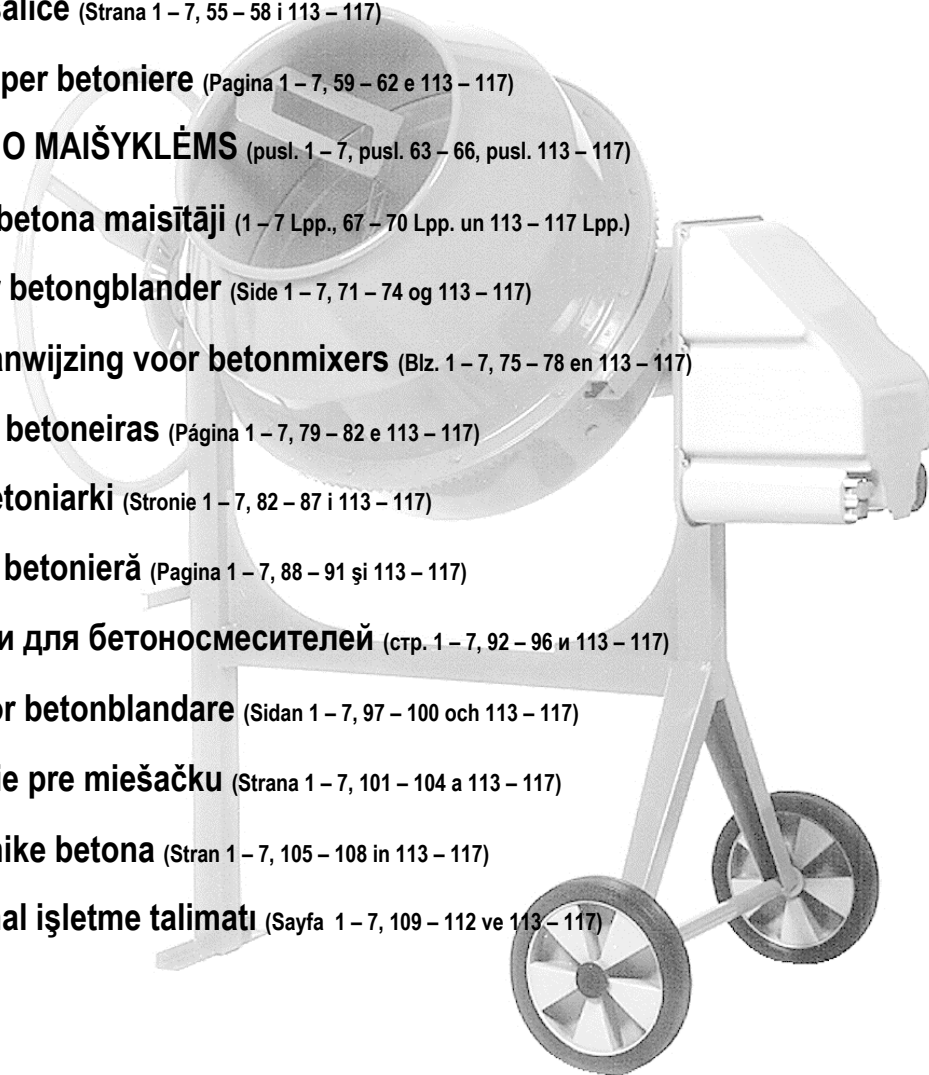 (Strana 1 – 7, 55 – 58 i 113 – 117)
per betoniere (Pagina 1 – 7, 59 – 62 e 113 – 117)
O MAIŠYKLĖMS (pusl. 1 – 7, pusl. 63 – 66, pusl. 113 – 117)
betona maisītāji (1 – 7 Lpp., 67 – 70 Lpp. un 113 – 117 Lpp.)
betongblander (Side 1 – 7, 71 – 74 og 113 – 117)
anwijzing voor betonmixers (Blz. 1 – 7, 75 – 78 en 113 – 117)
betoneiras (Página 1 – 7, 79 – 82 e 113 – 117)
etoniarki (Stronie 1 – 7, 82 – 87 i 113 – 117)
betonieră (Pagina 1 – 7, 88 – 91 şi 113 – 117)
и для бетоносмесителей (стр. 1 – 7, 92 – 96 и 113 – 117)
or betonblandare (Sidan 1 – 7, 97 – 100 och 113 – 117)
ie pre miešačku (Strana 1 – 7, 101 – 104 a 113 – 117)
nike betona (Stran 1 – 7, 105 – 108 in 113 – 117)
nal işletme talimatı (Sayfa 1 – 7, 109 – 112 ve 113 – 117)